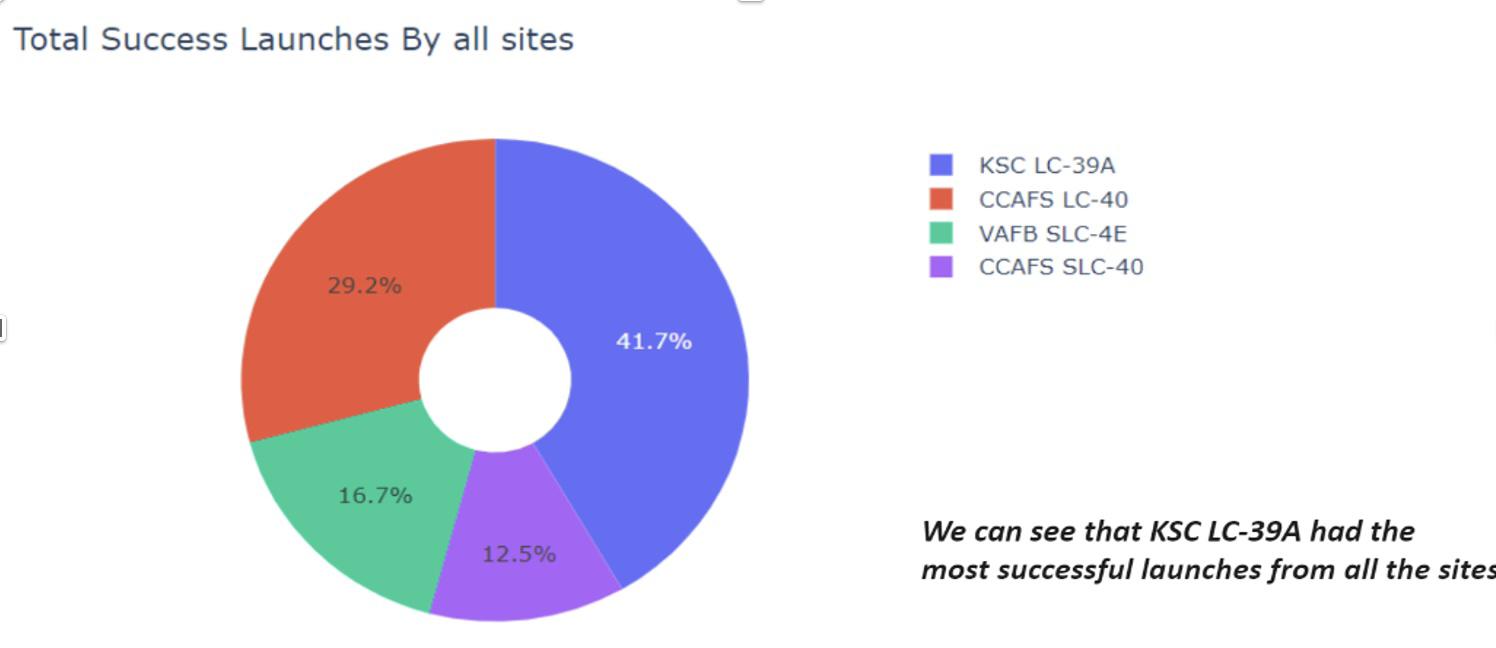 Total Success Launches By all sites
KSC LC-39A
CCAFS LC-40
VAFB SLC-4E
CCAFS SLC-40
29.2%
41.7%
16.7%
12.5%
We can see that KSC LC-39A had the
most successful launches from all the sites